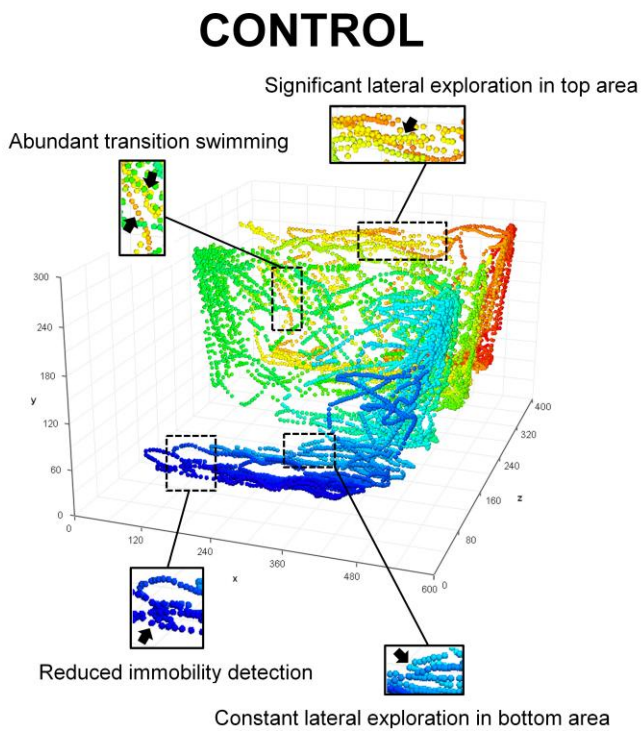 CONTROL
Significant lateral exploration in top area
Abundant transition swimming
300
240
180
y
120
60
0
0
120
240
x
360
480
600
0
80
160
z
240
320
400
Reduced immobility detection
Constant lateral exploration in bottom area